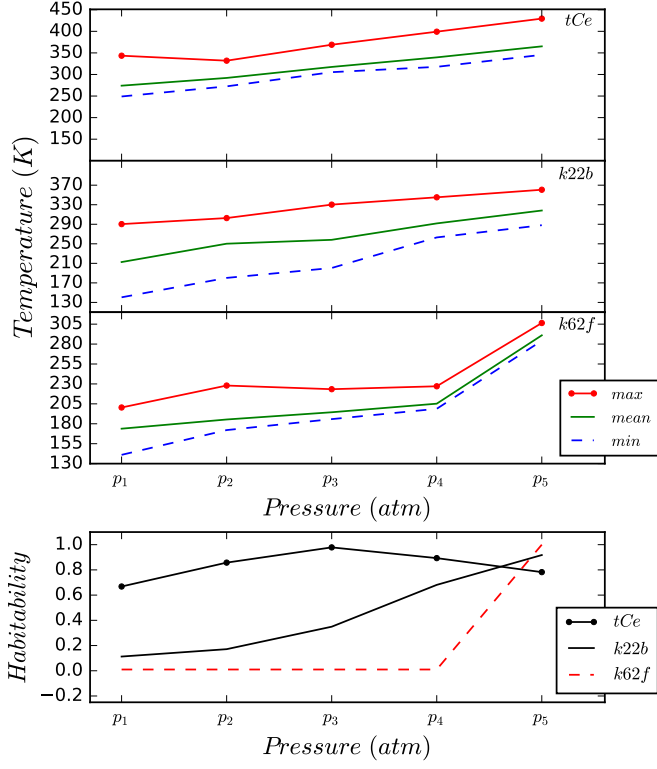 450
400
350
300
250
200
150
tCe
Temperature (K)
370
330
290
250
210
170
130
k22b
305
280
255
230
205
180
155
130
k62f
max
mean
min
p₁ p₂ p₃ p₄ p₅
Pressure (atm)
Habitability
1.0
0.8
0.6
0.4
0.2
0.0
−0.2
tCe
k22b
k62f
p₁ p₂ p₃ p₄ p₅
Pressure (atm)